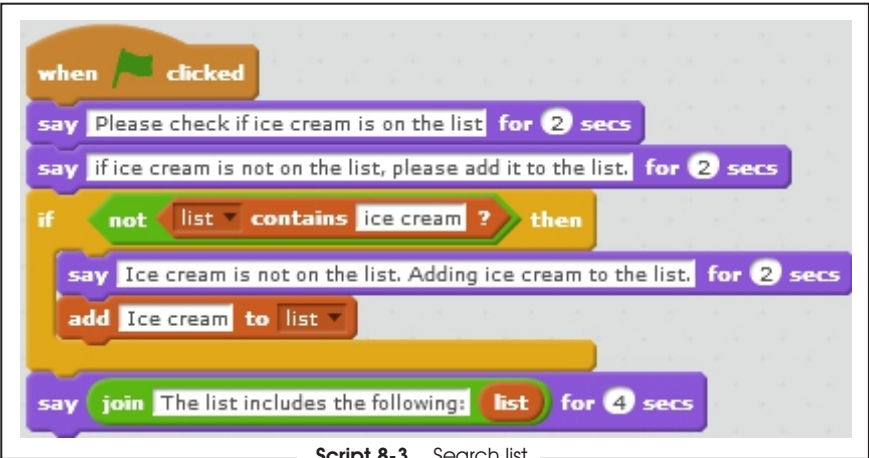 when clicked
say Please check if ice cream is on the list for 2 secs
say if ice cream is not on the list, please add it to the list. for 2 secs
if not list contains ice cream ? then
say Ice cream is not on the list. Adding ice cream to the list. for 2 secs
add Ice cream to list
say join The list includes the following: list for 4 secs
Script 8-3 Search list